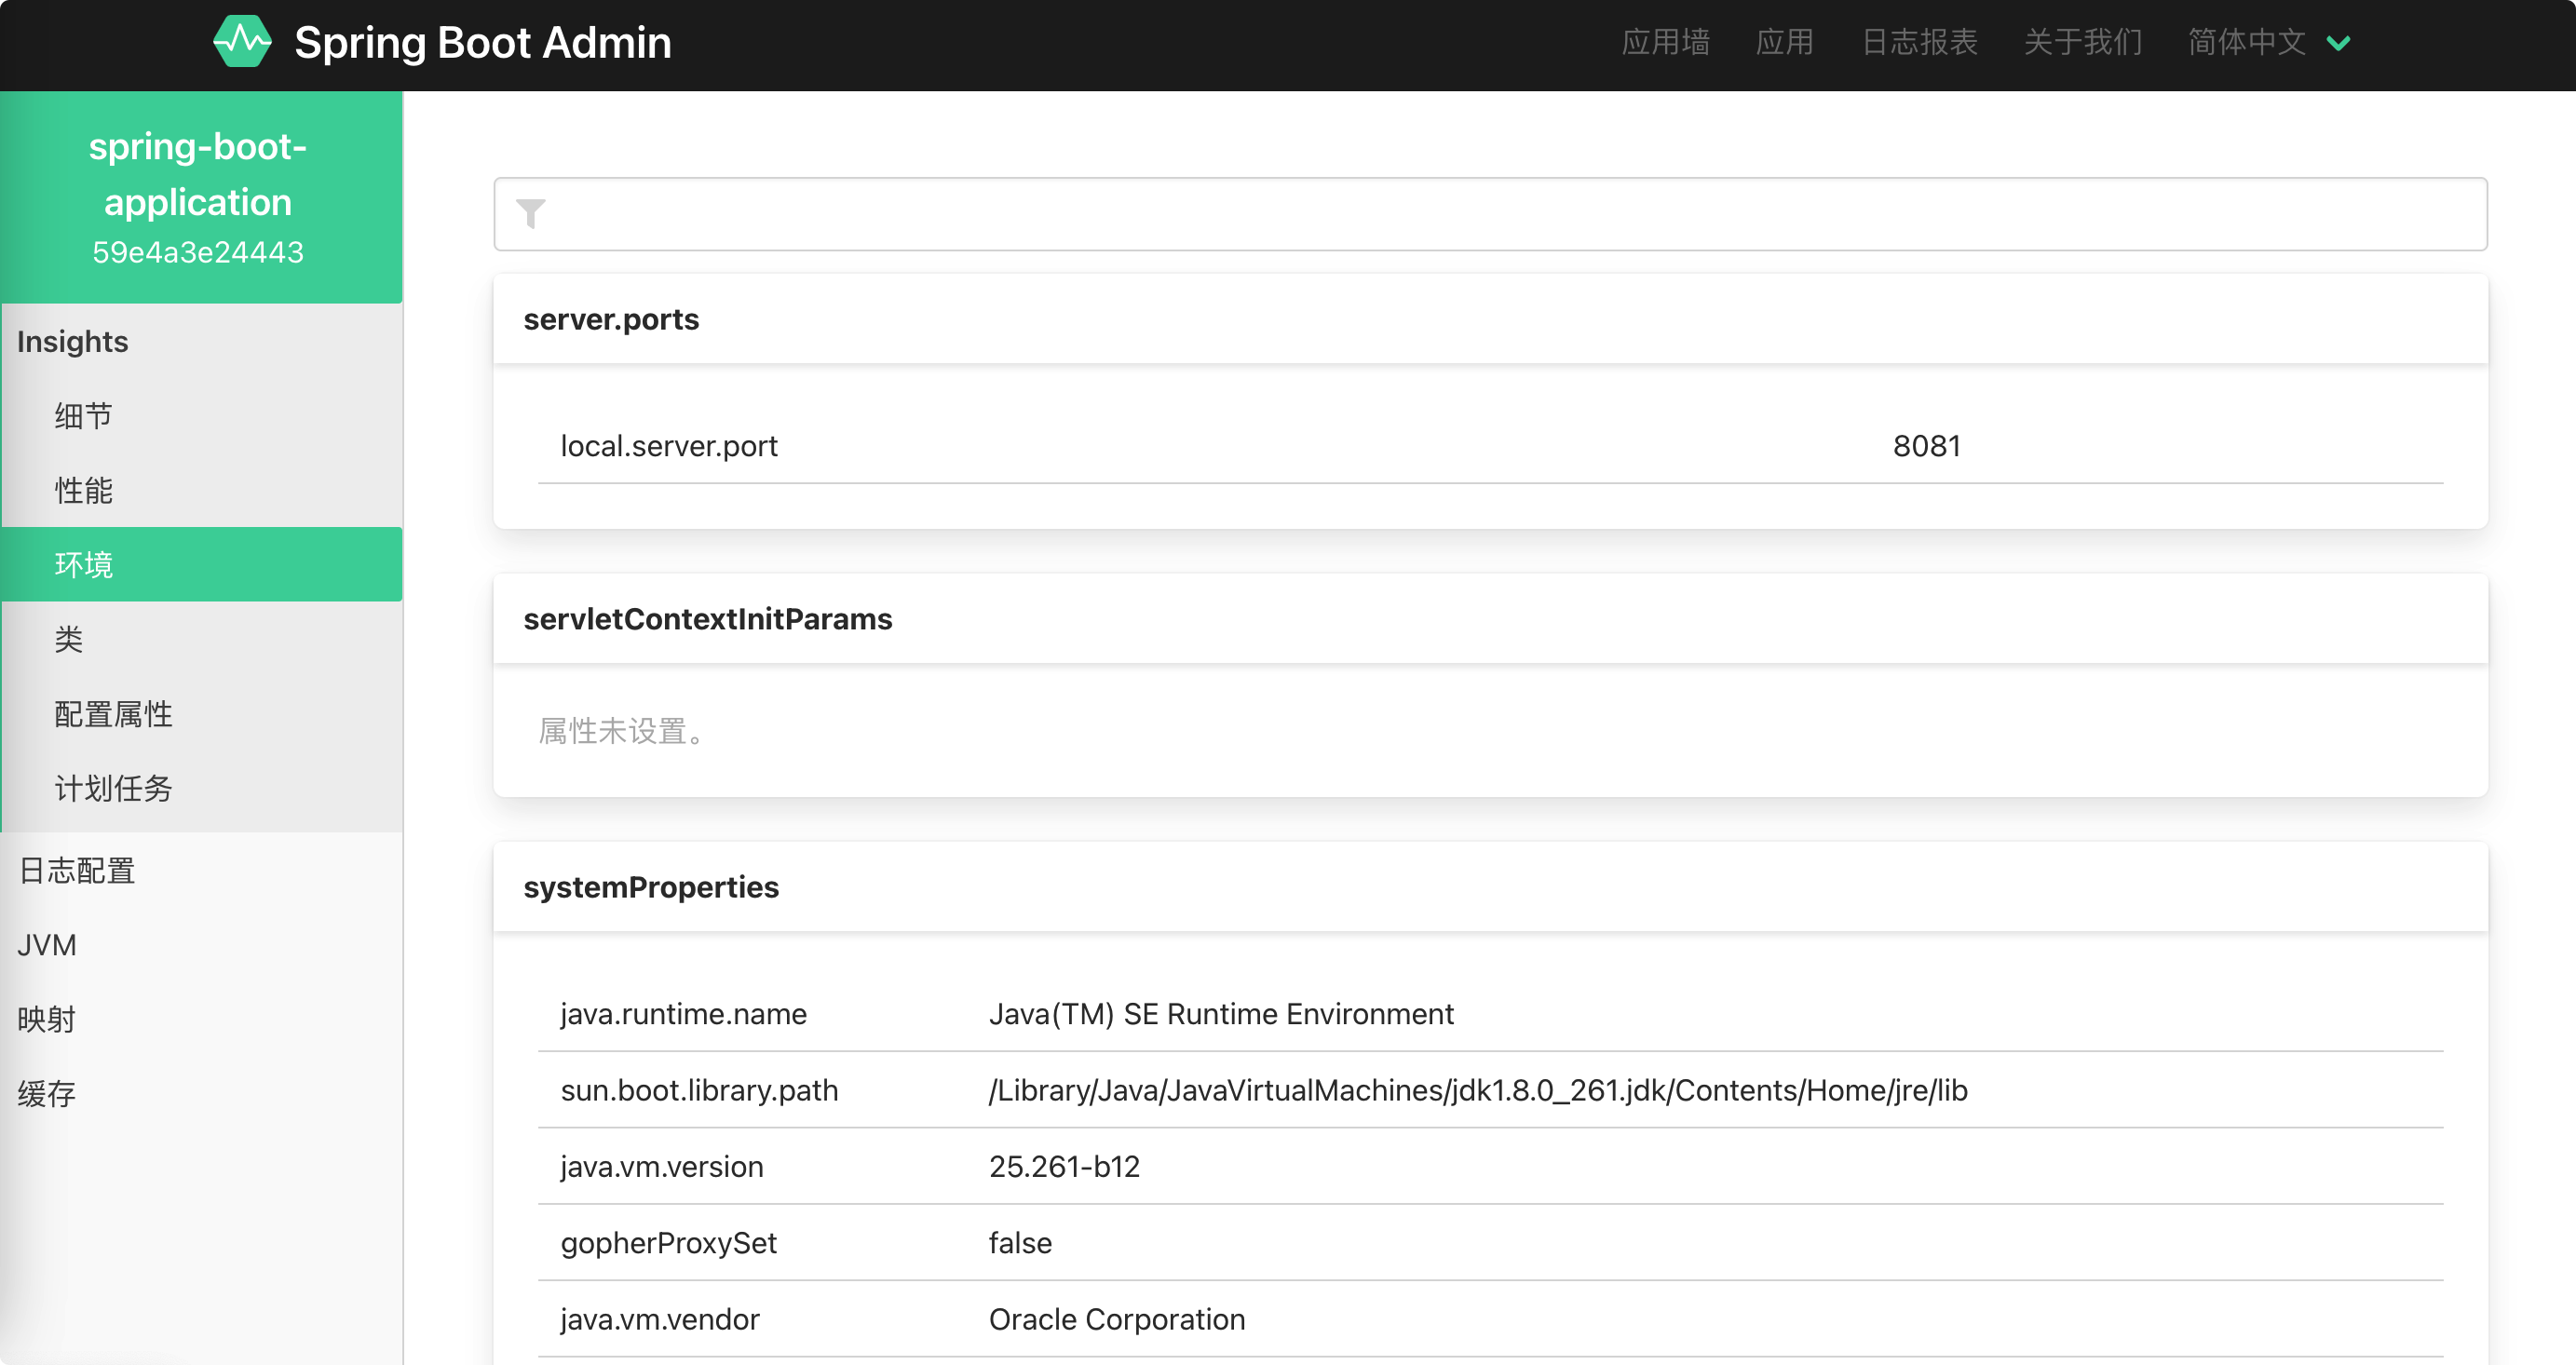 Spring Boot Admin
应用墙 应用 日志报表 关于我们 简体中文
spring-boot-
application
59e4a3e24443
Insights
细节
性能
环境
类
配置属性
计划任务
日志配置
JVM
映射
缓存
server.ports
local.server.port 8081
servletContextInitParams
属性未设置。
systemProperties
java.runtime.name Java(TM) SE Runtime Environment
sun.boot.library.path /Library/Java/JavaVirtualMachines/jdk1.8.0_261.jdk/Contents/Home/jre/lib
java.vm.version 25.261-b12
gopherProxySet false
java.vm.vendor Oracle Corporation